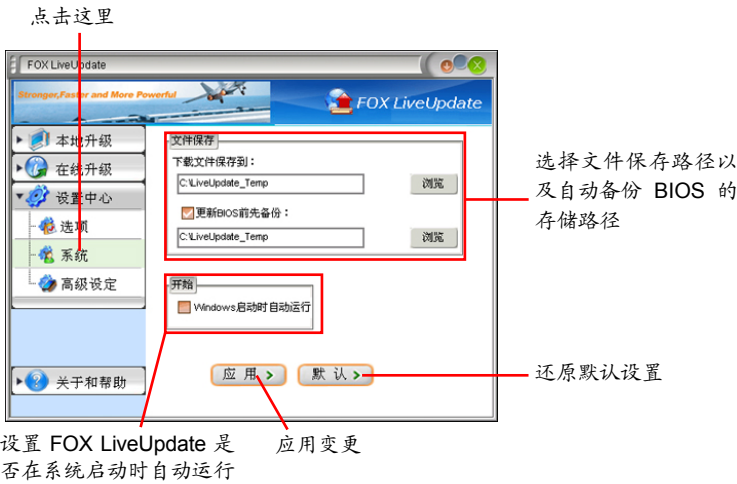 点击这里
FOX LiveUpdate
Stronger,Faster and More Powerful
FOX LiveUpdate
本地升级
在线升级
设置中心
选项
系统
高级设定
关于和帮助
文件保存
下载文件保存到：
C:\LiveUpdate_Temp
浏览
更新BIOS前先备份：
C:\LiveUpdate_Temp
浏览
开始
Windows启动时自动运行
应 用
默 认
选择文件保存路径以
及自动备份 BIOS 的
存储路径
还原默认设置
设置 FOX LiveUpdate 是
否在系统启动时自动运行
应用变更